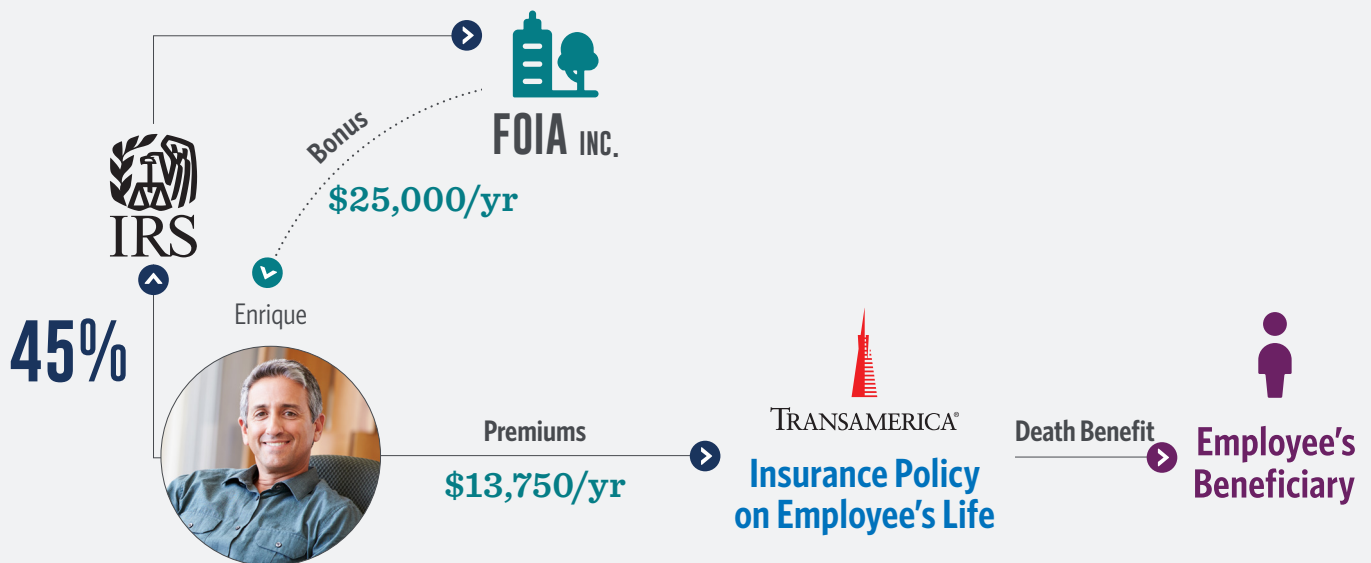 FOIA INC.
Bonus
$25,000/yr
IRS
45%
Enrique
Premiums
$13,750/yr
TRANSAMERICA®
Insurance Policy
on Employee's Life
Death Benefit
Employee's
Beneficiary